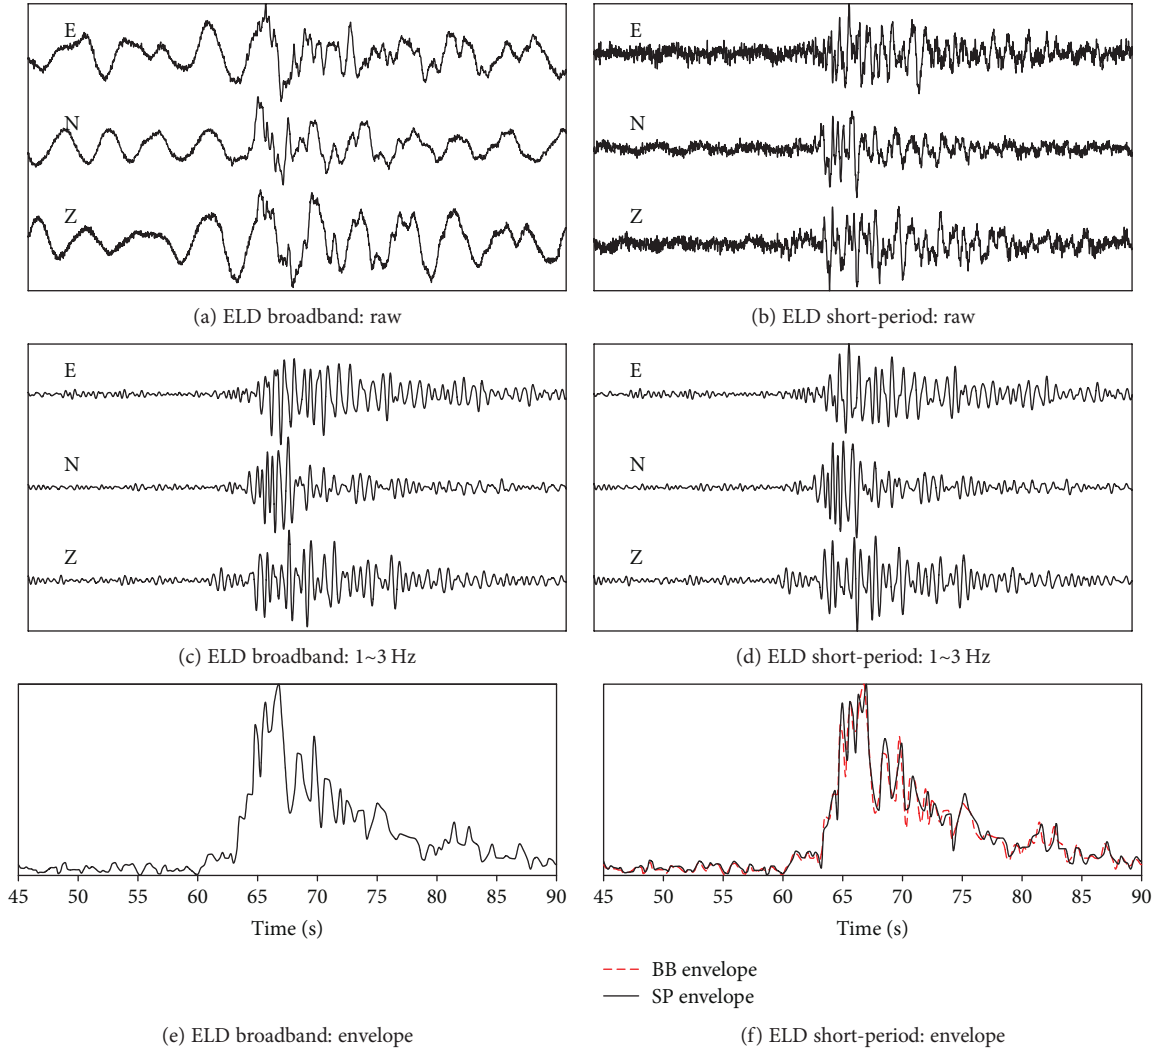 E
N
Z
(a) ELD broadband: raw
E
N
Z
(b) ELD short-period: raw
E
N
Z
(c) ELD broadband: 1~3 Hz
E
N
Z
(d) ELD short-period: 1~3 Hz
45 50 55 60 65 70 75 80 85 90
Time (s)
(e) ELD broadband: envelope
45 50 55 60 65 70 75 80 85 90
Time (s)
BB envelope
SP envelope
(f) ELD short-period: envelope